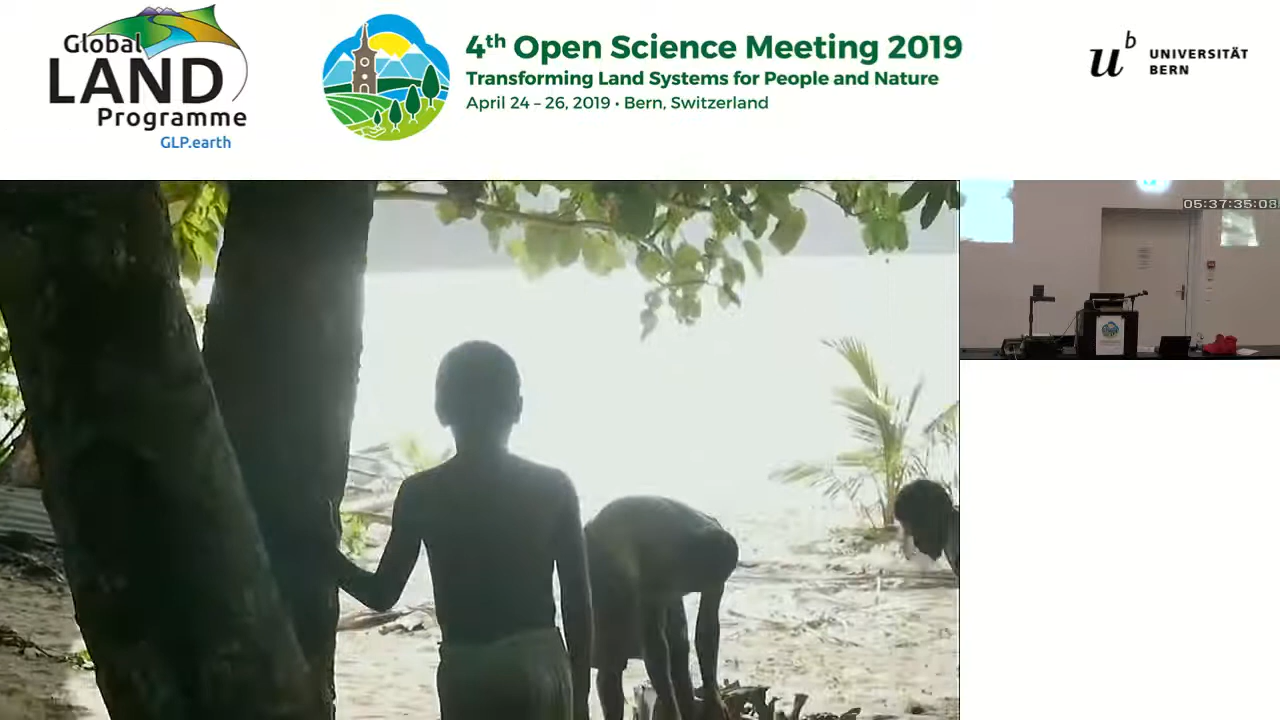 Global
LAND
Programme
GLP.earth
4th Open Science Meeting 2019
Transforming Land Systems for People and Nature
April 24 – 26, 2019 • Bern, Switzerland
u b
UNIVERSITÄT
BERN
05:37:35:08